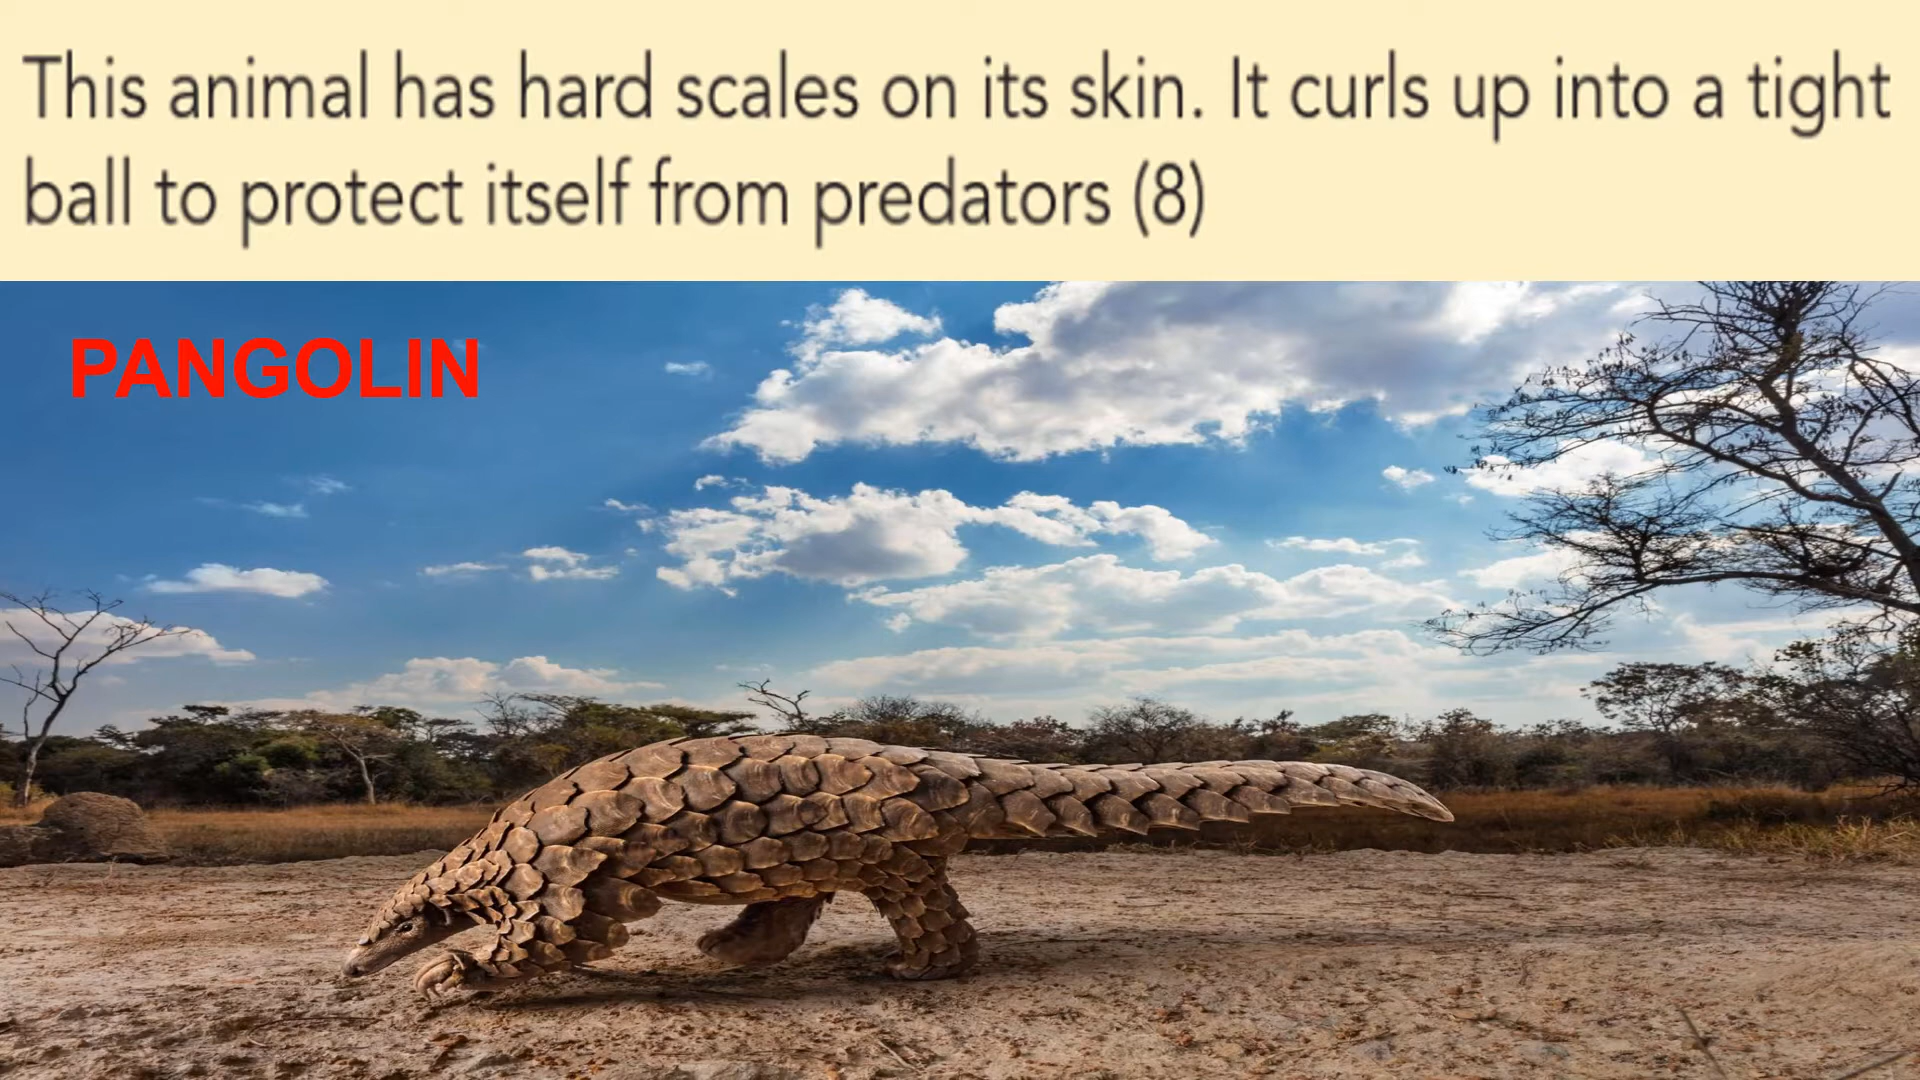 This animal has hard scales on its skin. It curls up into a tight
ball to protect itself from predators (8)
PANGOLIN